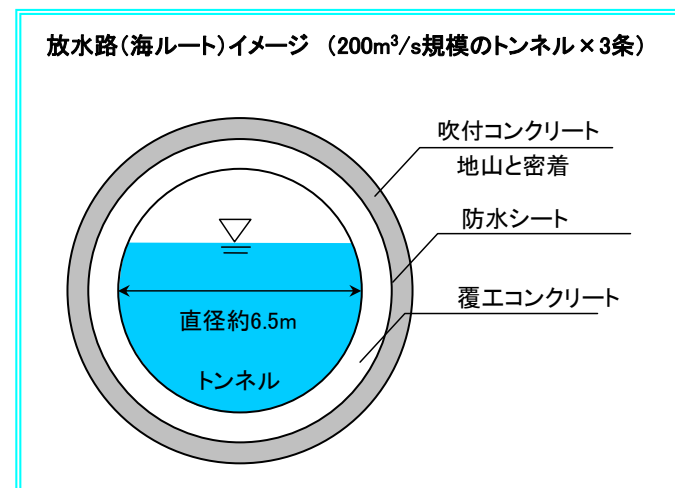 放水路（海ルート）イメージ （200m³/s規模のトンネル×3条）
吹付コンクリート
地山と密着
防水シート
覆工コンクリート
直径約6.5m
トンネル